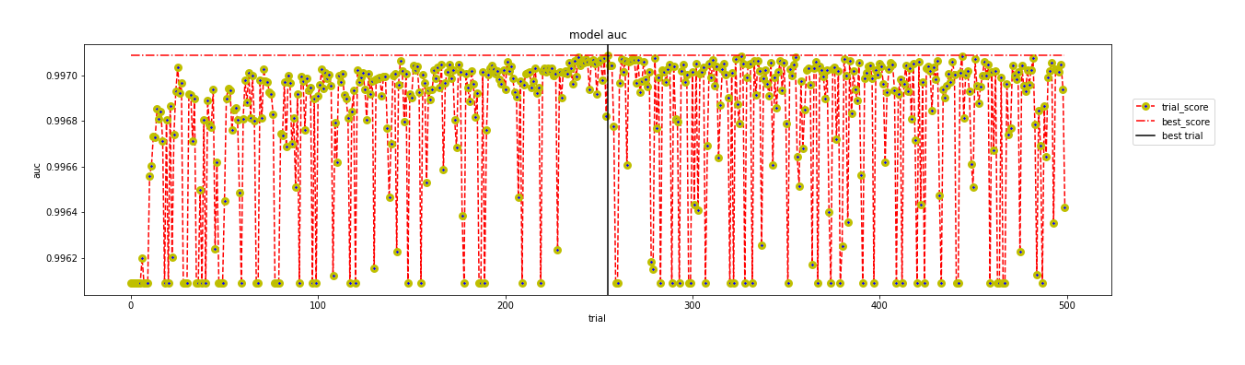 model auc
0.9970
0.9968
0.9966
0.9964
0.9962
auc
0
100
200
300
400
500
trial
trial_score
best_score
best trial